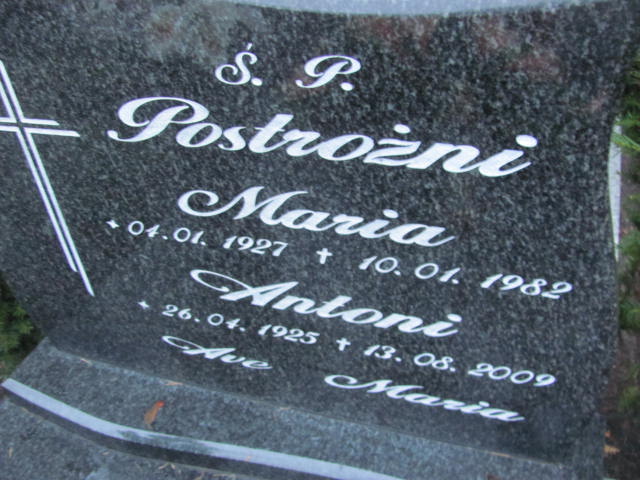 Ś. P.
Postrożni
Maria
04.01.1927 10.01.1982
Antoni
26.04.1925 13.08.2009
Ave Maria